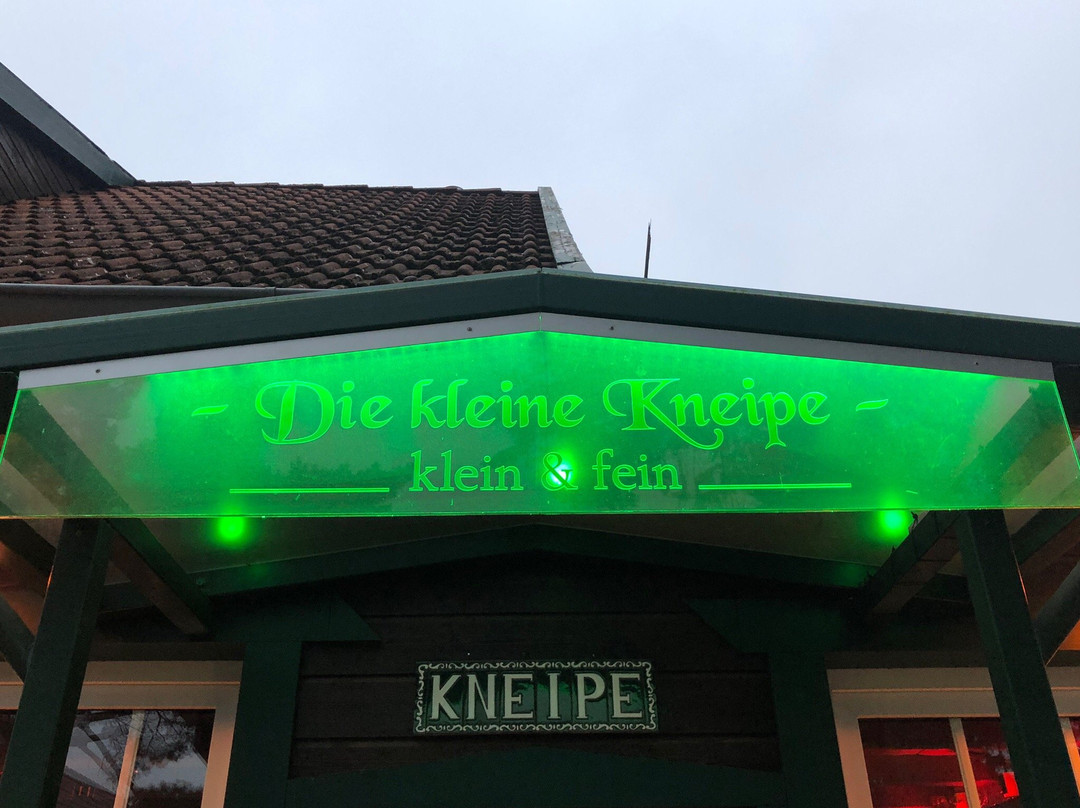 - Die kleine Kneipe -
klein & fein
KNEIPE